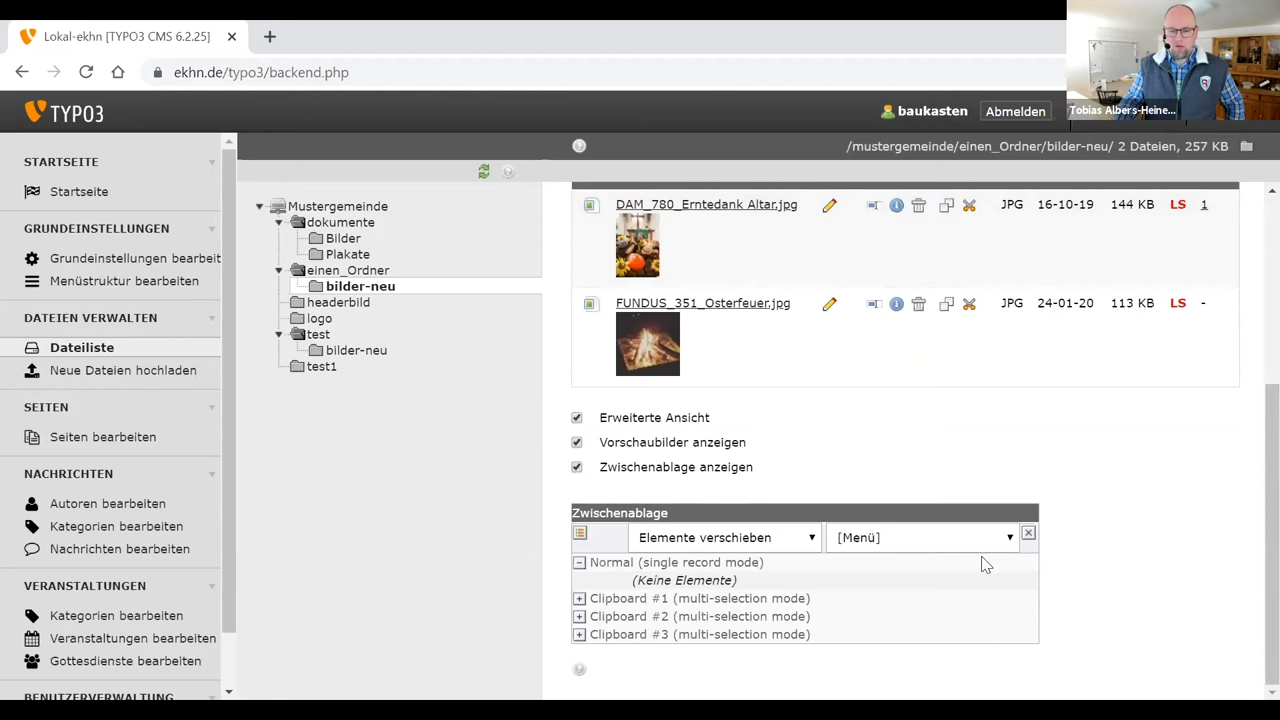 Lokal-ekhn [TYPO3 CMS 6.2.25]
ekhn.de/typo3/backend.php
Tobias Albers-Heine...
TYPO3
baukasten
Abmelden
/mustergemeinde/einen_Ordner/bilder-neu/ 2 Dateien, 257 KB
STARTSEITE
Startseite
GRUNDEINSTELLUNGEN
Grundeinstellungen bearbeit
Menüstruktur bearbeiten
DATEIEN VERWALTEN
Dateiliste
Neue Dateien hochladen
SEITEN
Seiten bearbeiten
NACHRICHTEN
Autoren bearbeiten
Kategorien bearbeiten
Nachrichten bearbeiten
VERANSTALTUNGEN
Kategorien bearbeiten
Veranstaltungen bearbeiten
Gottesdienste bearbeiten
BENUTZERVERWALTUNG
Mustergemeinde
dokumente
Bilder
Plakate
einen_Ordner
bilder-neu
headerbild
logo
test
bilder-neu
test1
DAM_780_Erntedank Altar.jpg JPG 16-10-19 144 KB LS 1
FUNDUS_351_Osterfeuer.jpg JPG 24-01-20 113 KB LS -
Erweiterte Ansicht
Vorschaubilder anzeigen
Zwischenablage anzeigen
Zwischenablage
Elemente verschieben [Menü]
Normal (single record mode)
(Keine Elemente)
Clipboard #1 (multi-selection mode)
Clipboard #2 (multi-selection mode)
Clipboard #3 (multi-selection mode)